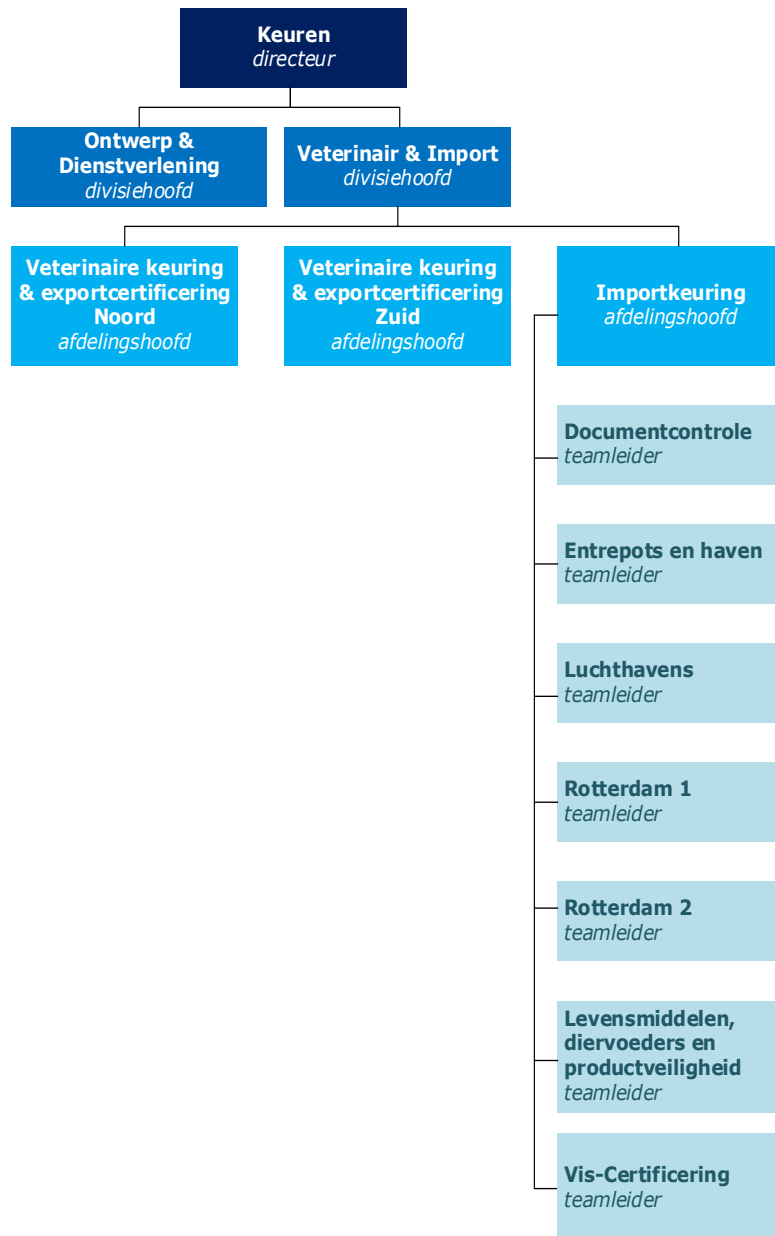 Keuren
directeur
Ontwerp &
Dienstverlening
divisiehoofd
Veterinair & Import
divisiehoofd
Veterinaire keuring
& exportcertificering
Noord
afdelingshoofd
Veterinaire keuring
& exportcertificering
Zuid
afdelingshoofd
Importkeuring
afdelingshoofd
Documentcontrole
teamleider
Entrepots en haven
teamleider
Luchthavens
teamleider
Rotterdam 1
teamleider
Rotterdam 2
teamleider
Levensmiddelen,
diervoeders en
productveiligheid
teamleider
Vis-Certificering
teamleider